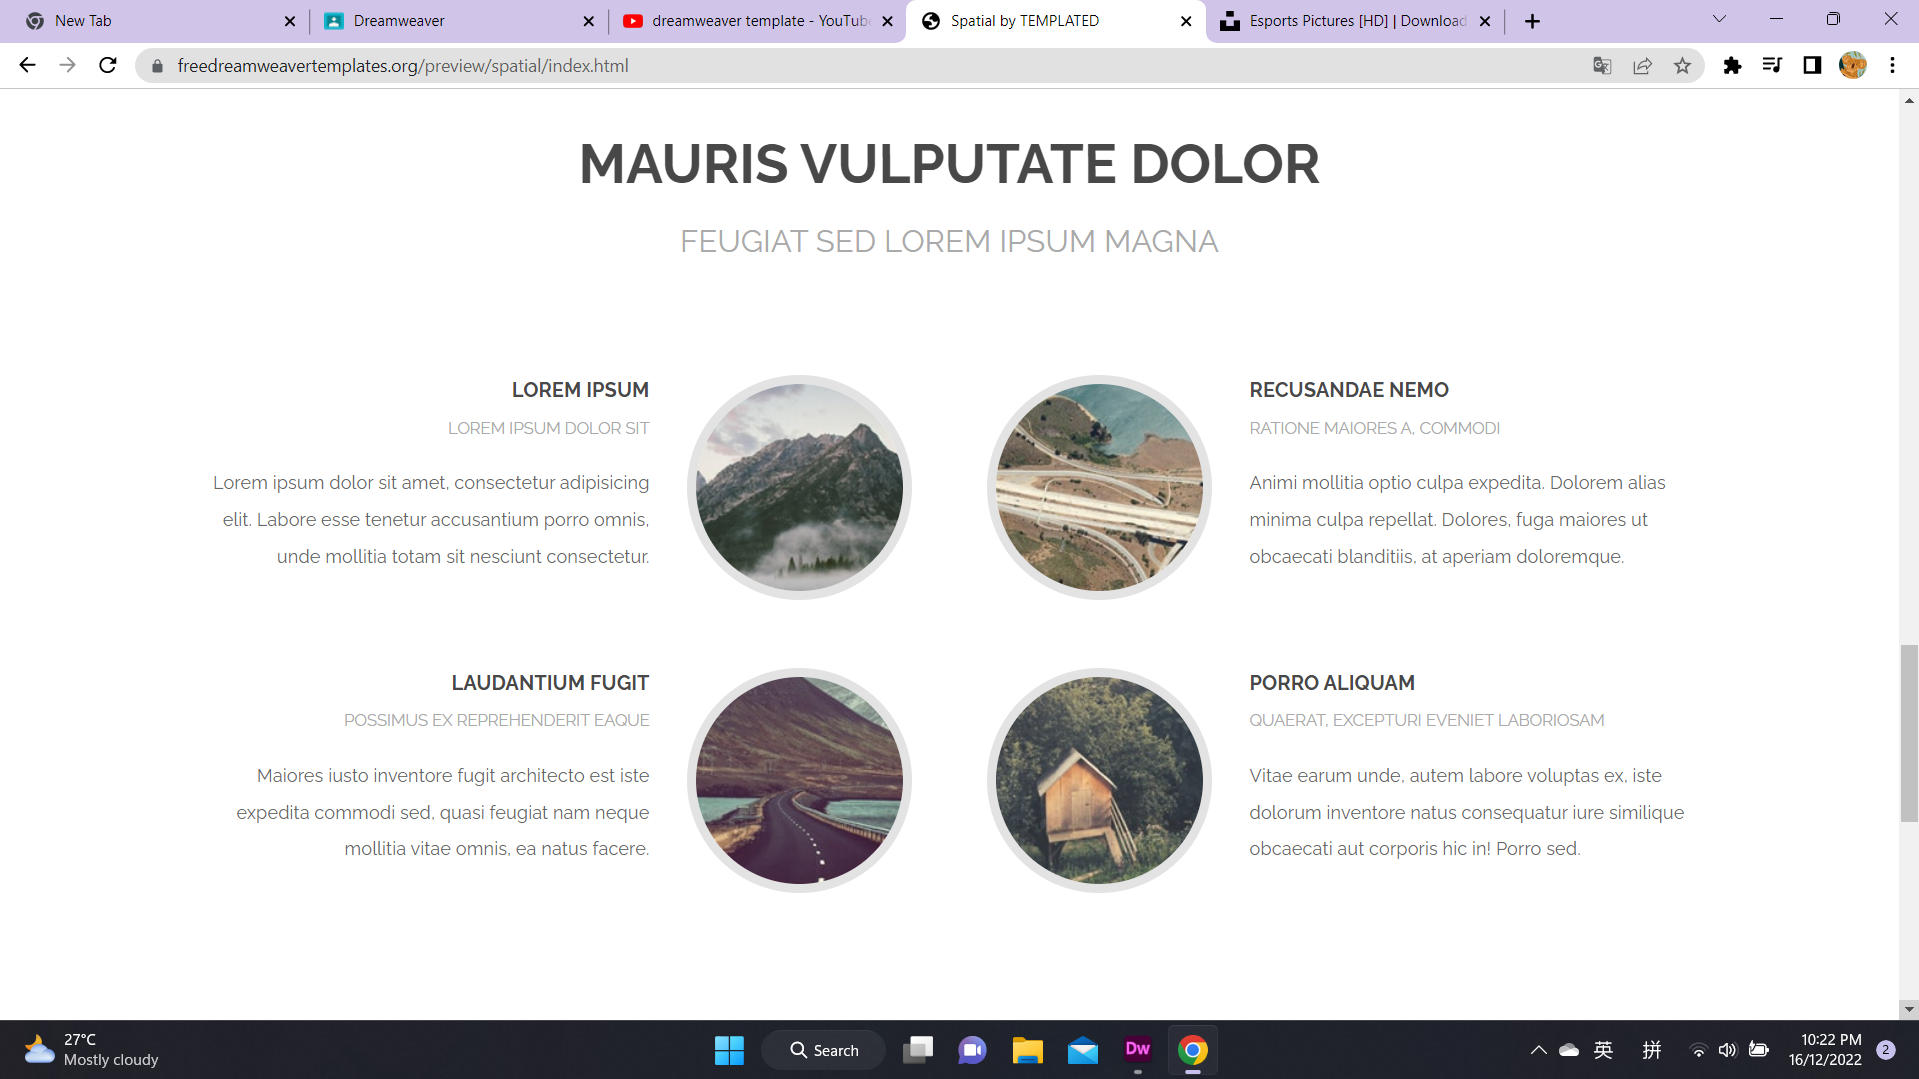 New Tab
Dreamweaver
dreamweaver template - YouTube
Spatial by TEMPLATED
Esports Pictures [HD] | Download
freedreamweavertemplates.org/preview/spatial/index.html
MAURIS VULPUTATE DOLOR
FEUGIAT SED LOREM IPSUM MAGNA
LOREM IPSUM
LOREM IPSUM DOLOR SIT
Lorem ipsum dolor sit amet, consectetur adipisicing
elit. Labore esse tenetur accusantium porro omnis,
unde mollitia totam sit nesciunt consectetur.
RECUSANDAE NEMO
RATIONE MAIORES A, COMMODI
Animi mollitia optio culpa expedita. Dolorem alias
minima culpa repellat. Dolores, fuga maiores ut
obcaecati blanditiis, at aperiam doloremque.
LAUDANTIUM FUGIT
POSSIMUS EX REPREHENDERIT EAQUE
Maiores iusto inventore fugit architecto est iste
expedita commodi sed, quasi feugiat nam neque
mollitia vitae omnis, ea natus facere.
PORRO ALIQUAM
QUAERAT, EXCEPTURI EVENIET LABORIOSAM
Vitae earum unde, autem labore voluptas ex, iste
dolorum inventore natus consequatur iure similique
obcaecati aut corporis hic in! Porro sed.
27°C
Mostly cloudy
Search
Dw
英
拼
10:22 PM
16/12/2022
2